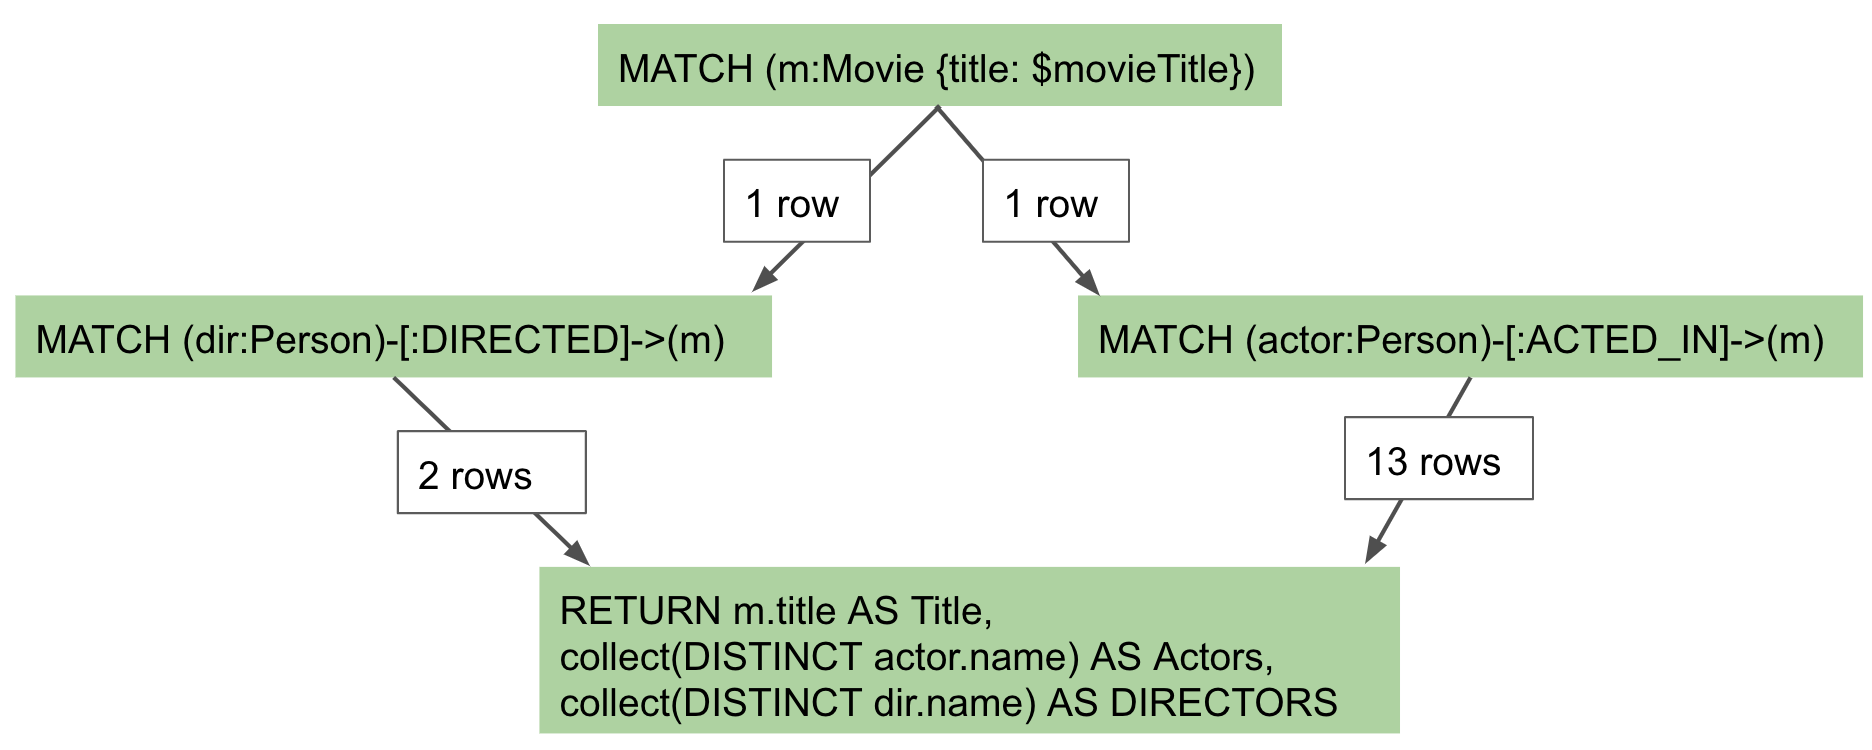 MATCH (m:Movie {title: $movieTitle})
1 row
1 row
MATCH (dir:Person)-[:DIRECTED]->(m)
MATCH (actor:Person)-[:ACTED_IN]->(m)
2 rows
13 rows
RETURN m.title AS Title,
collect(DISTINCT actor.name) AS Actors,
collect(DISTINCT dir.name) AS DIRECTORS